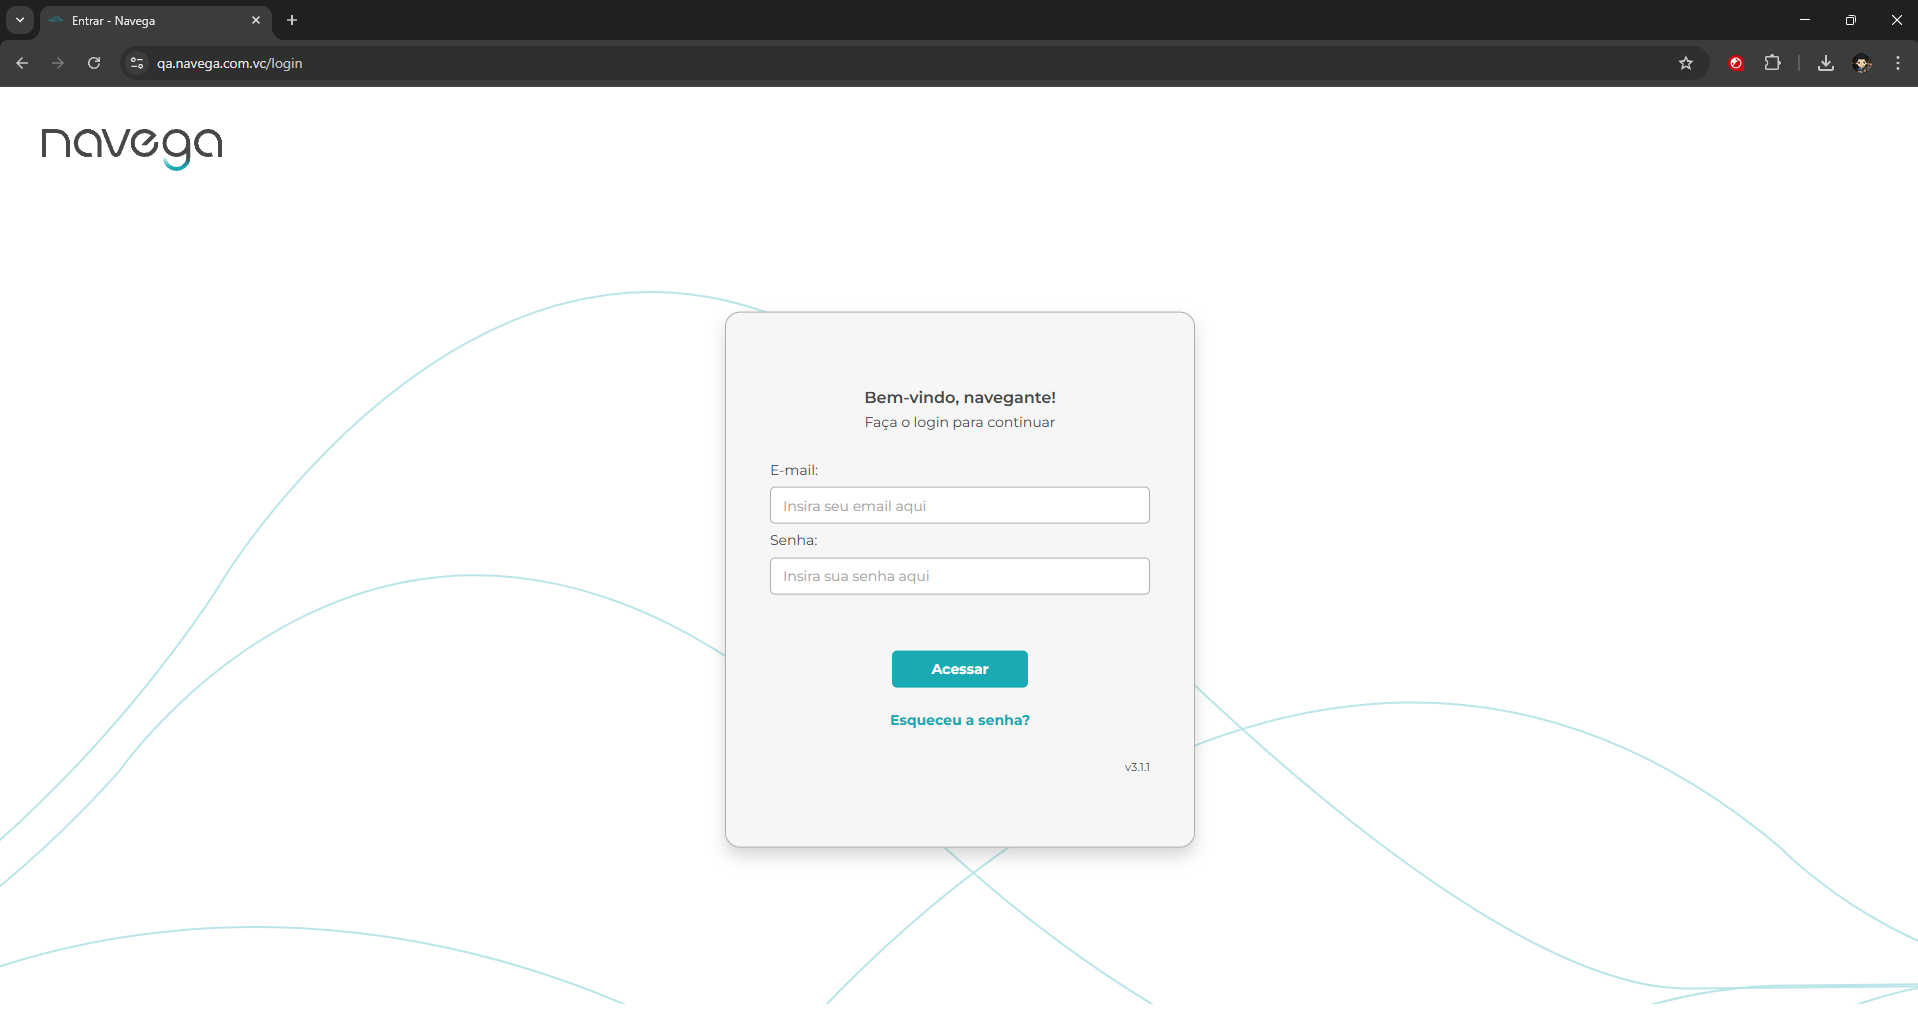 Entrar - Navega
qa.navega.com.vc/login
navega
Bem-vindo, navegante!
Faça o login para continuar
E-mail:
Insira seu email aqui
Senha:
Insira sua senha aqui
Acessar
Esqueceu a senha?
v3.1.1